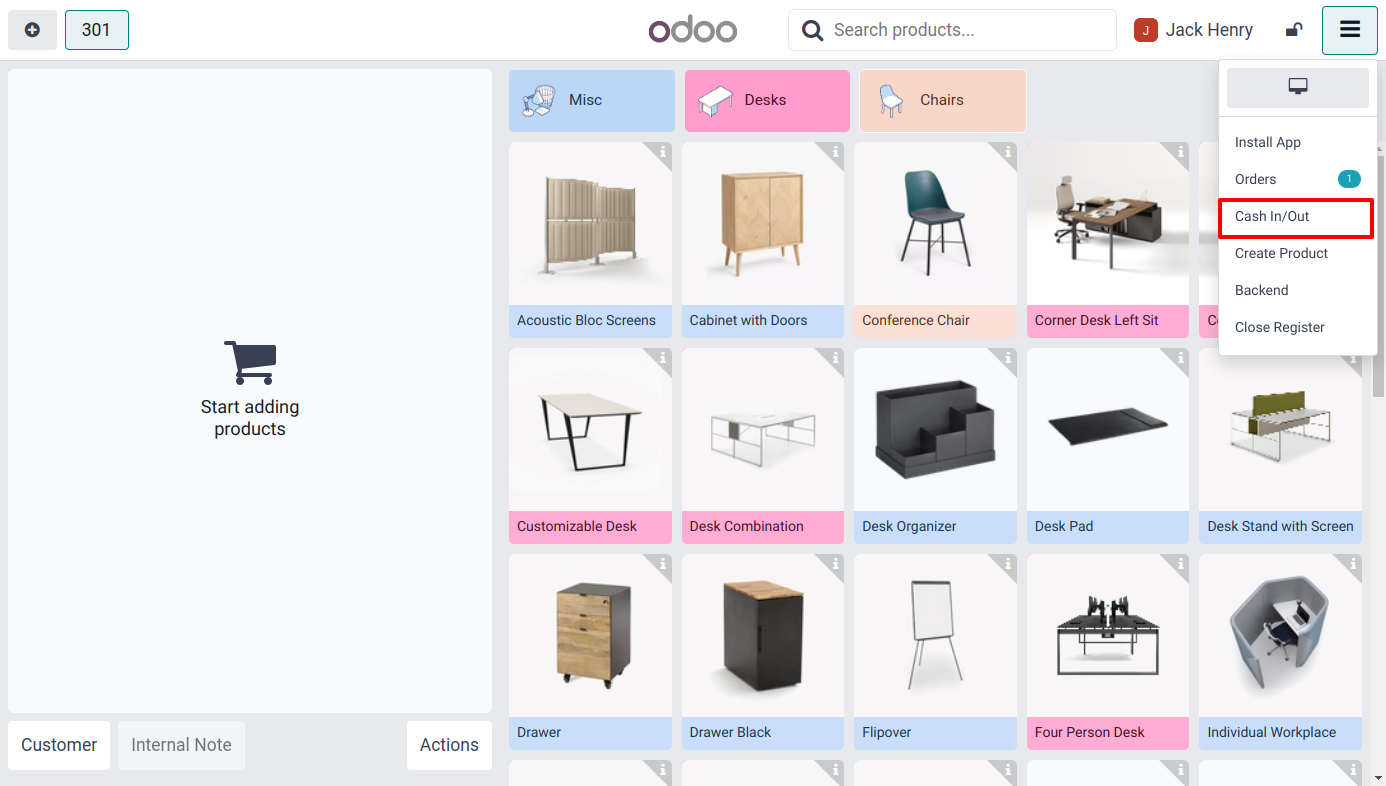 301
odoo
Search products...
J
Jack Henry
Misc
Desks
Chairs
Install App
Orders
1
Cash In/Out
Create Product
Backend
Close Register
Acoustic Bloc Screens
Cabinet with Doors
Conference Chair
Corner Desk Left Sit
Start adding
products
Customizable Desk
Desk Combination
Desk Organizer
Desk Pad
Desk Stand with Screen
Drawer
Drawer Black
Flipover
Four Person Desk
Individual Workplace
Customer
Internal Note
Actions